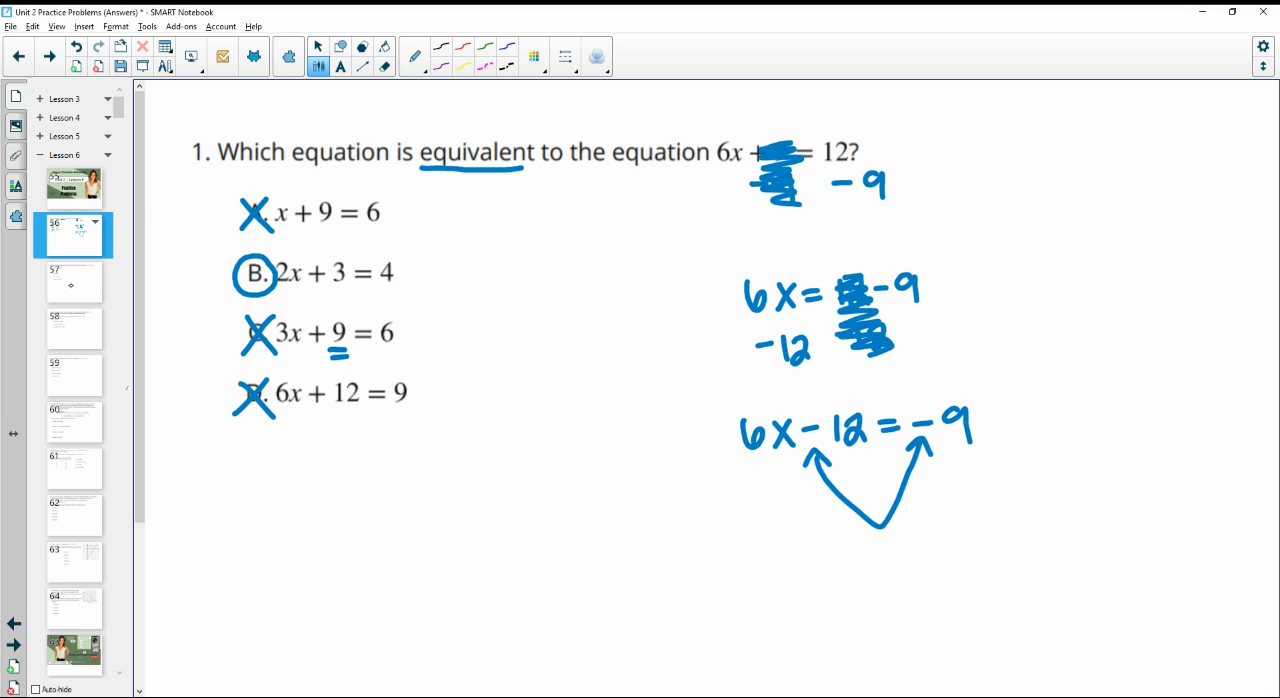 Unit 2 Practice Problems (Answers) * - SMART Notebook
File Edit View Insert Format Tools Add-ons Account Help
Lesson 3
Lesson 4
Lesson 5
Lesson 6
55
Practice
Problems
56
57
58
59
60
61
62
63
64
Auto-hide
1. Which equation is equivalent to the equation 6x + = 12?
- 9
x + 9 = 6
B. 2x + 3 = 4
3x + 9 = 6
6x + 12 = 9
6x = - 9
-12
6x - 12 = - 9